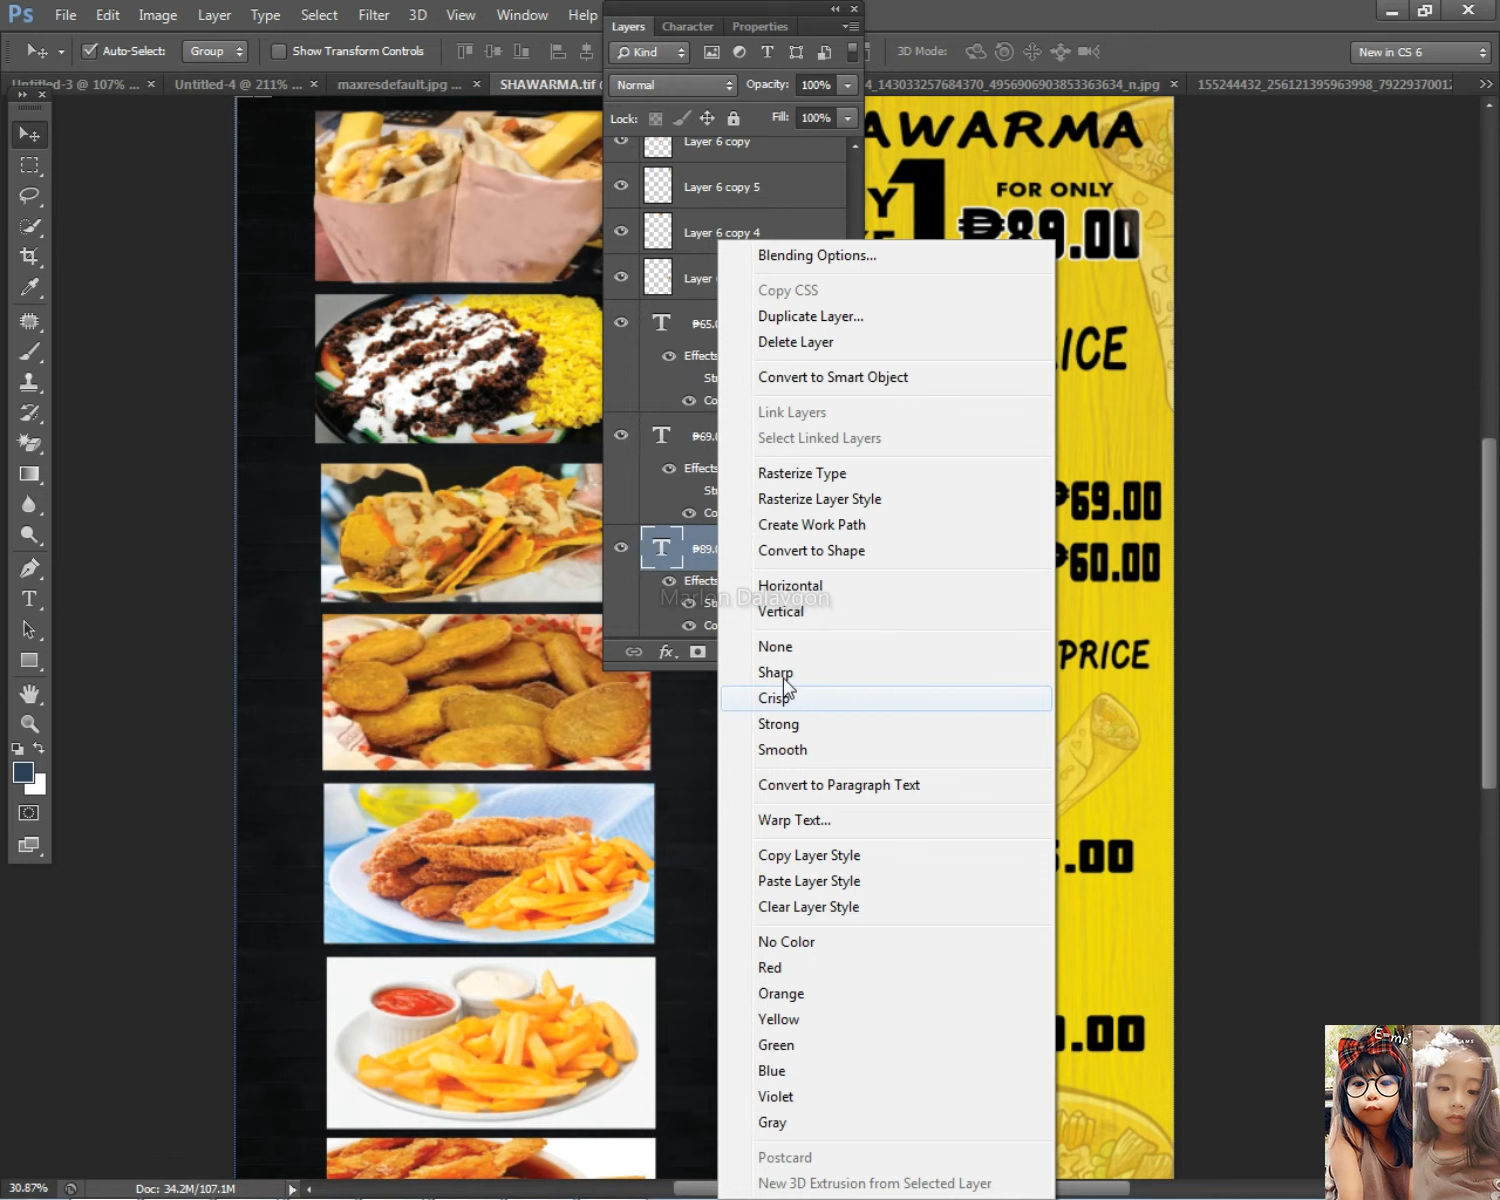 Ps File Edit Image Layer Type Select Filter 3D View Window Help
Layers Character Properties
Auto-Select: Group Show Transform Controls
Kind T
3D Mode:
New in CS 6
Untitled-3 @ 107% ... × Untitled-4 @ 211% ... × maxresdefault.jpg ... × SHAWARMA.tif
4_143033257684370_4956906903853363634_n.jpg × 155244432_256121395963998_79229370012
Normal Opacity: 100%
Lock: Fill: 100%
Layer 6 copy
Layer 6 copy 5
Layer 6 copy 4
Layer
T ₱65.0
Effects
St
Co
T ₱69.0
Effects
St
Co
T ₱89.0
Effects
St
Co
fx
Marlon Dalaygon
Blending Options...
Copy CSS
Duplicate Layer...
Delete Layer
Convert to Smart Object
Link Layers
Select Linked Layers
Rasterize Type
Rasterize Layer Style
Create Work Path
Convert to Shape
Horizontal
Vertical
None
Sharp
Crisp
Strong
Smooth
Convert to Paragraph Text
Warp Text...
Copy Layer Style
Paste Layer Style
Clear Layer Style
No Color
Red
Orange
Yellow
Green
Blue
Violet
Gray
Postcard
New 3D Extrusion from Selected Layer
AWARMA
Y 1 FOR ONLY
₱89.00
ICE
₱69.00
₱60.00
PRICE
.00
.00
E=mc²
30.87% Doc: 34.2M/107.1M